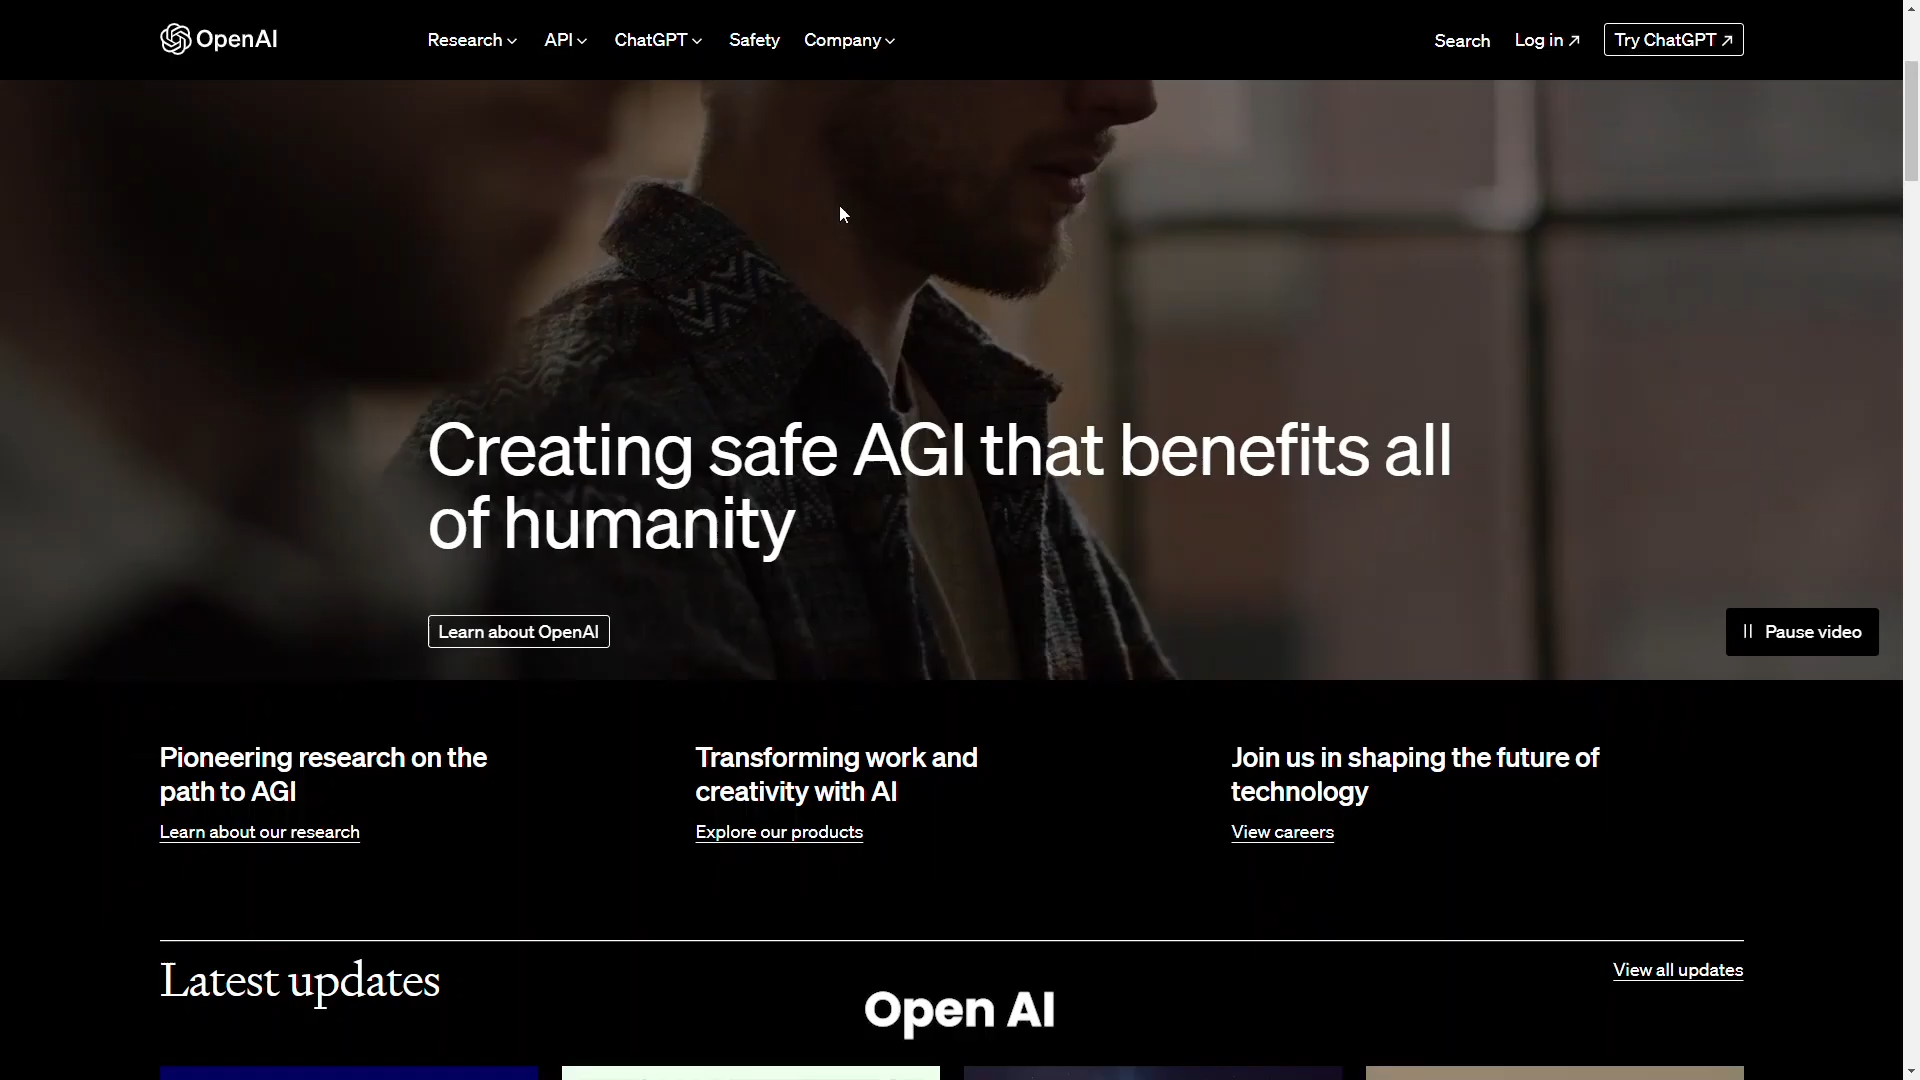 OpenAI
Research
API
ChatGPT
Safety
Company
Search
Log in
Try ChatGPT
Creating safe AGI that benefits all
of humanity
Learn about OpenAI
Pause video
Pioneering research on the
path to AGI
Learn about our research
Transforming work and
creativity with AI
Explore our products
Join us in shaping the future of
technology
View careers
Latest updates
View all updates
Open AI